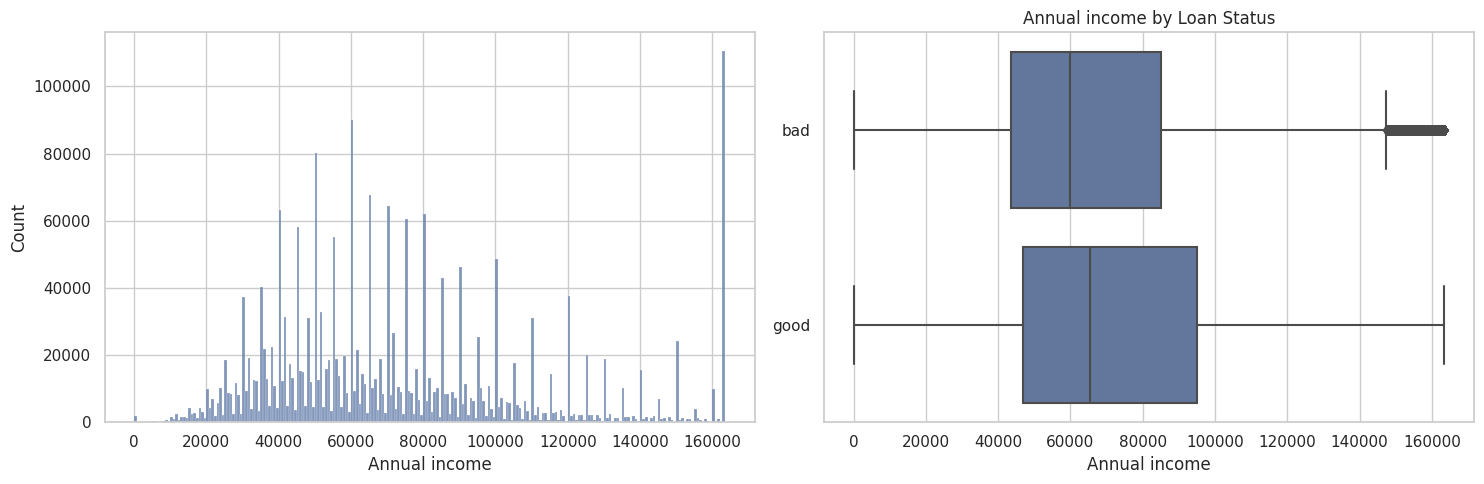 100000
80000
60000
40000
20000
0
Count
0 20000 40000 60000 80000 100000 120000 140000 160000
Annual income
Annual income by Loan Status
bad
good
0 20000 40000 60000 80000 100000 120000 140000 160000
Annual income